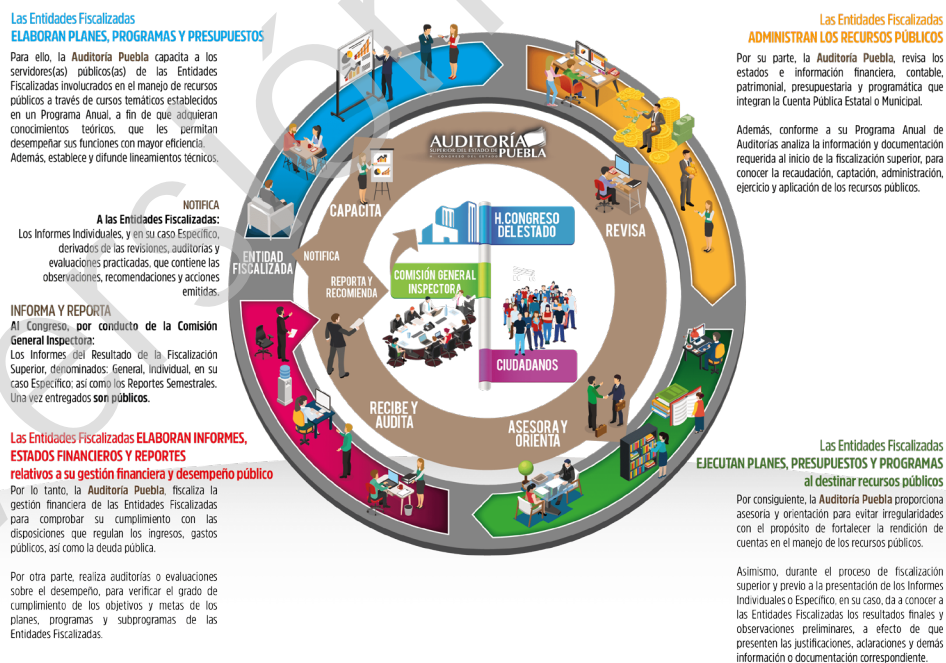 Las Entidades Fiscalizadas
ELABORAN PLANES, PROGRAMAS Y PRESUPUESTOS
Para ello, la Auditoría Puebla capacita a los
servidores(as) públicos(as) de las Entidades
Fiscalizadas involucrados en el manejo de recursos
públicos a través de cursos temáticos establecidos
en un Programa Anual, a fin de que adquieran
conocimientos teóricos, que les permitan
desempeñar sus funciones con mayor eficiencia.
Además, establece y difunde lineamientos técnicos.
NOTIFICA
A las Entidades Fiscalizadas:
Los Informes Individuales, y en su caso Específico,
derivados de las revisiones, auditorías y
evaluaciones practicadas, que contiene las
observaciones, recomendaciones y acciones
emitidas.
INFORMA Y REPORTA
Al Congreso, por conducto de la Comisión
General Inspectora:
Los Informes del Resultado de la Fiscalización
Superior, denominados: General, Individual, en su
caso Específico; así como los Reportes Semestrales.
Una vez entregados son públicos.
Las Entidades Fiscalizadas ELABORAN INFORMES,
ESTADOS FINANCIEROS Y REPORTES
relativos a su gestión financiera y desempeño público
Por lo tanto, la Auditoría Puebla, fiscaliza la
gestión financiera de las Entidades Fiscalizadas
para comprobar su cumplimiento con las
disposiciones que regulan los ingresos, gastos
públicos, así como la deuda pública.
Por otra parte, realiza auditorías o evaluaciones
sobre el desempeño, para verificar el grado de
cumplimiento de los objetivos y metas de los
planes, programas y subprogramas de las
Entidades Fiscalizadas.
AUDITORÍA
SUPERIOR DEL ESTADO DE PUEBLA
H. CONGRESO DEL ESTADO
CAPACITA
REVISA
ENTIDAD
FISCALIZADA
NOTIFICA
REPORTA Y
RECOMIENDA
H. CONGRESO
DEL ESTADO
COMISIÓN GENERAL
INSPECTORA
CIUDADANOS
RECIBE Y
AUDITA
ASESORA Y
ORIENTA
Las Entidades Fiscalizadas
ADMINISTRAN LOS RECURSOS PÚBLICOS
Por su parte, la Auditoría Puebla, revisa los
estados e información financiera, contable,
patrimonial, presupuestaria y programática que
integran la Cuenta Pública Estatal o Municipal.
Además, conforme a su Programa Anual de
Auditorías analiza la información y documentación
requerida al inicio de la fiscalización superior, para
conocer la recaudación, captación, administración,
ejercicio y aplicación de los recursos públicos.
Las Entidades Fiscalizadas
EJECUTAN PLANES, PRESUPUESTOS Y PROGRAMAS
al destinar recursos públicos
Por consiguiente, la Auditoría Puebla proporciona
asesoría y orientación para evitar irregularidades
con el propósito de fortalecer la rendición de
cuentas en el manejo de los recursos públicos.
Asimismo, durante el proceso de fiscalización
superior y previo a la presentación de los Informes
Individuales o Específico, en su caso, da a conocer a
las Entidades Fiscalizadas los resultados finales y
observaciones preliminares, a efecto de que
presenten las justificaciones, aclaraciones y demás
información o documentación correspondiente.